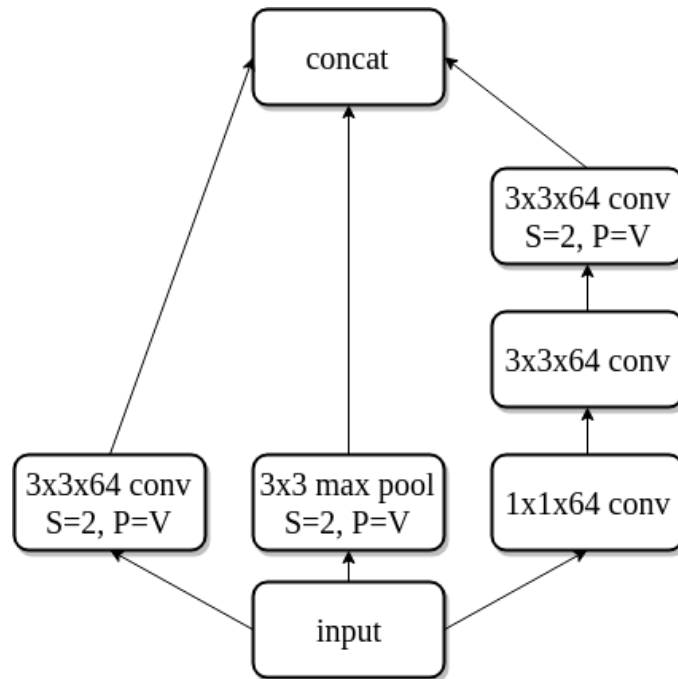 concat
3x3x64 conv
S=2, P=V
3x3x64 conv
3x3x64 conv
S=2, P=V
3x3 max pool
S=2, P=V
1x1x64 conv
input